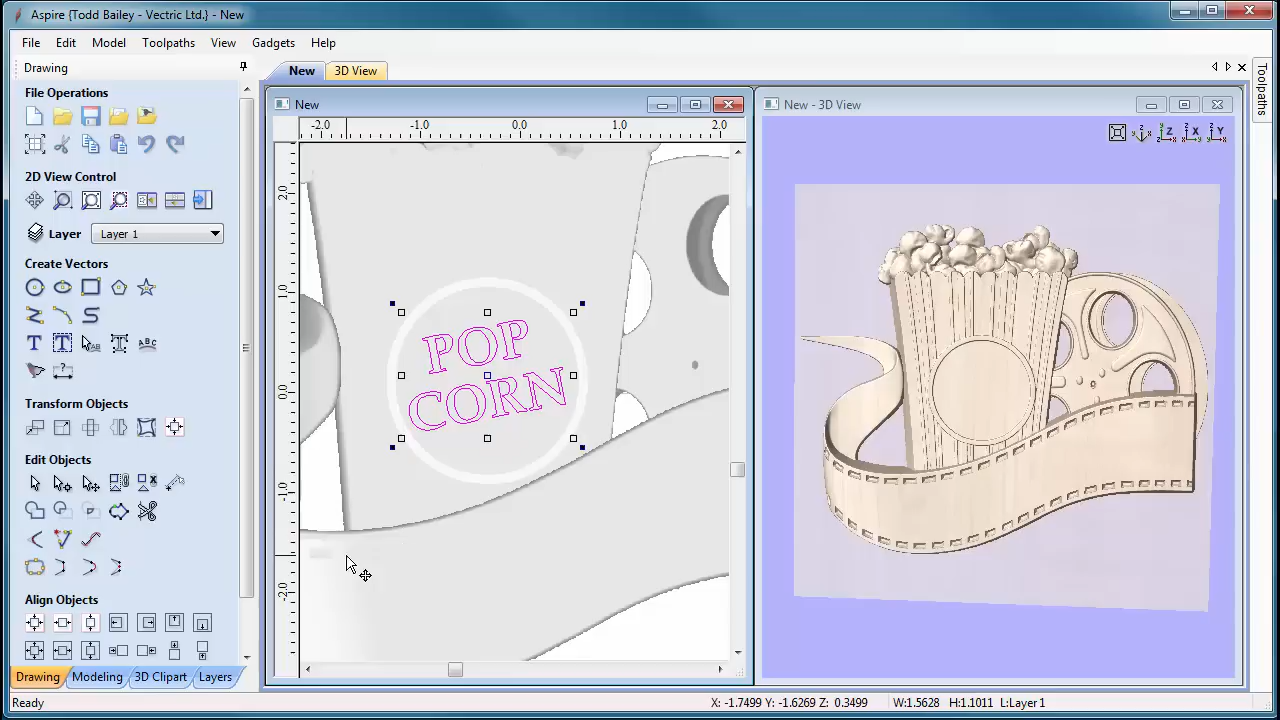 Aspire {Todd Bailey - Vectric Ltd.} - New
File Edit Model Toolpaths View Gadgets Help
Drawing
New 3D View
Toolpaths
File Operations
New
New - 3D View
-2.0 -1.0 0.0 1.0 2.0
Z X Y
2D View Control
2.0
Layer Layer 1
Create Vectors
1.0
POP
CORN
0.0
Transform Objects
Edit Objects
-1.0
-2.0
Align Objects
Drawing Modeling 3D Clipart Layers
Ready
X: -1.7499 Y: -1.6269 Z: 0.3499 W:1.5628 H:1.1011 L:Layer 1